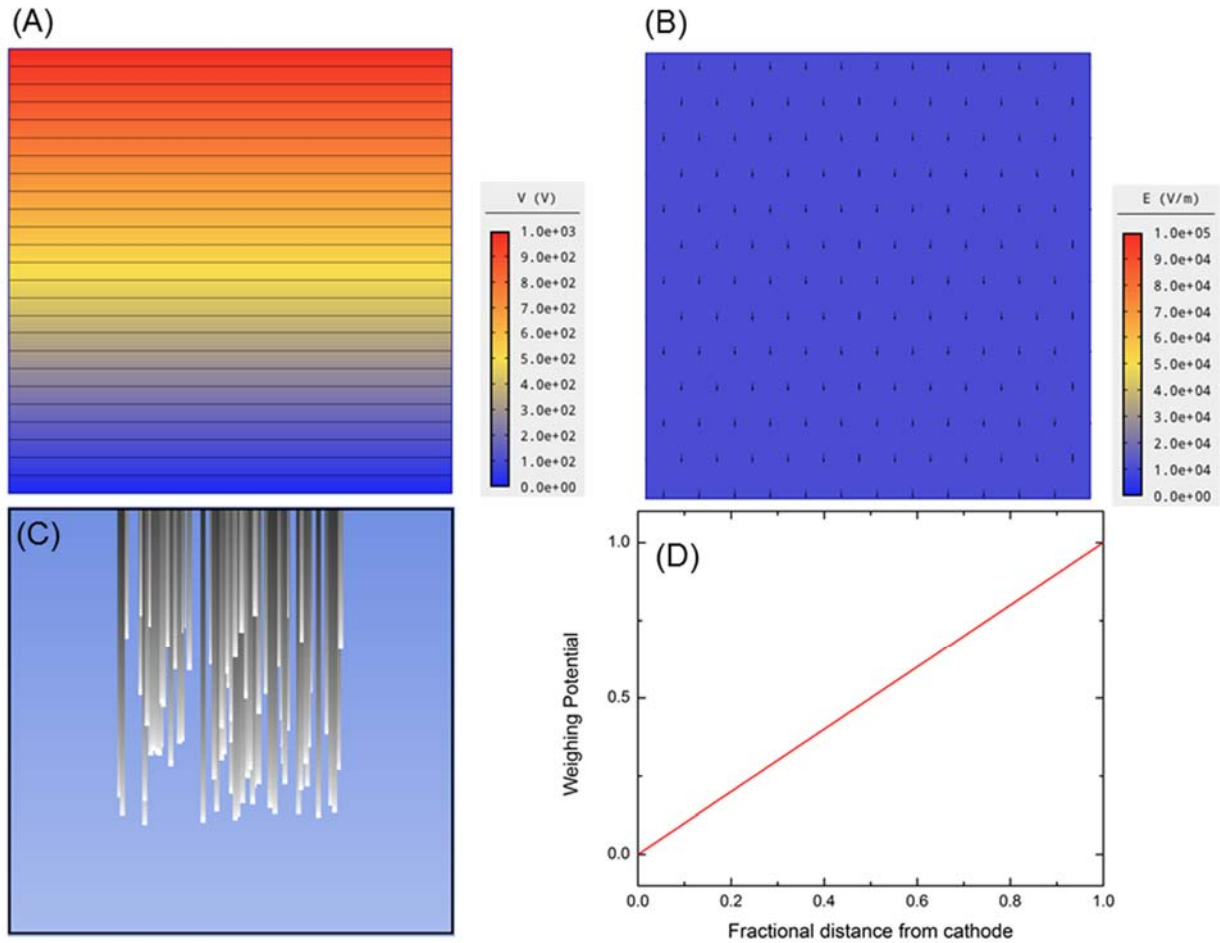 (A)
(B)
V (V)
1.0e+03
9.0e+02
8.0e+02
7.0e+02
6.0e+02
5.0e+02
4.0e+02
3.0e+02
2.0e+02
1.0e+02
0.0e+00
E (V/m)
1.0e+05
9.0e+04
8.0e+04
7.0e+04
6.0e+04
5.0e+04
4.0e+04
3.0e+04
2.0e+04
1.0e+04
0.0e+00
(C)
(D)
1.0
0.5
0.0
Weighing Potential
0.0 0.2 0.4 0.6 0.8 1.0
Fractional distance from cathode